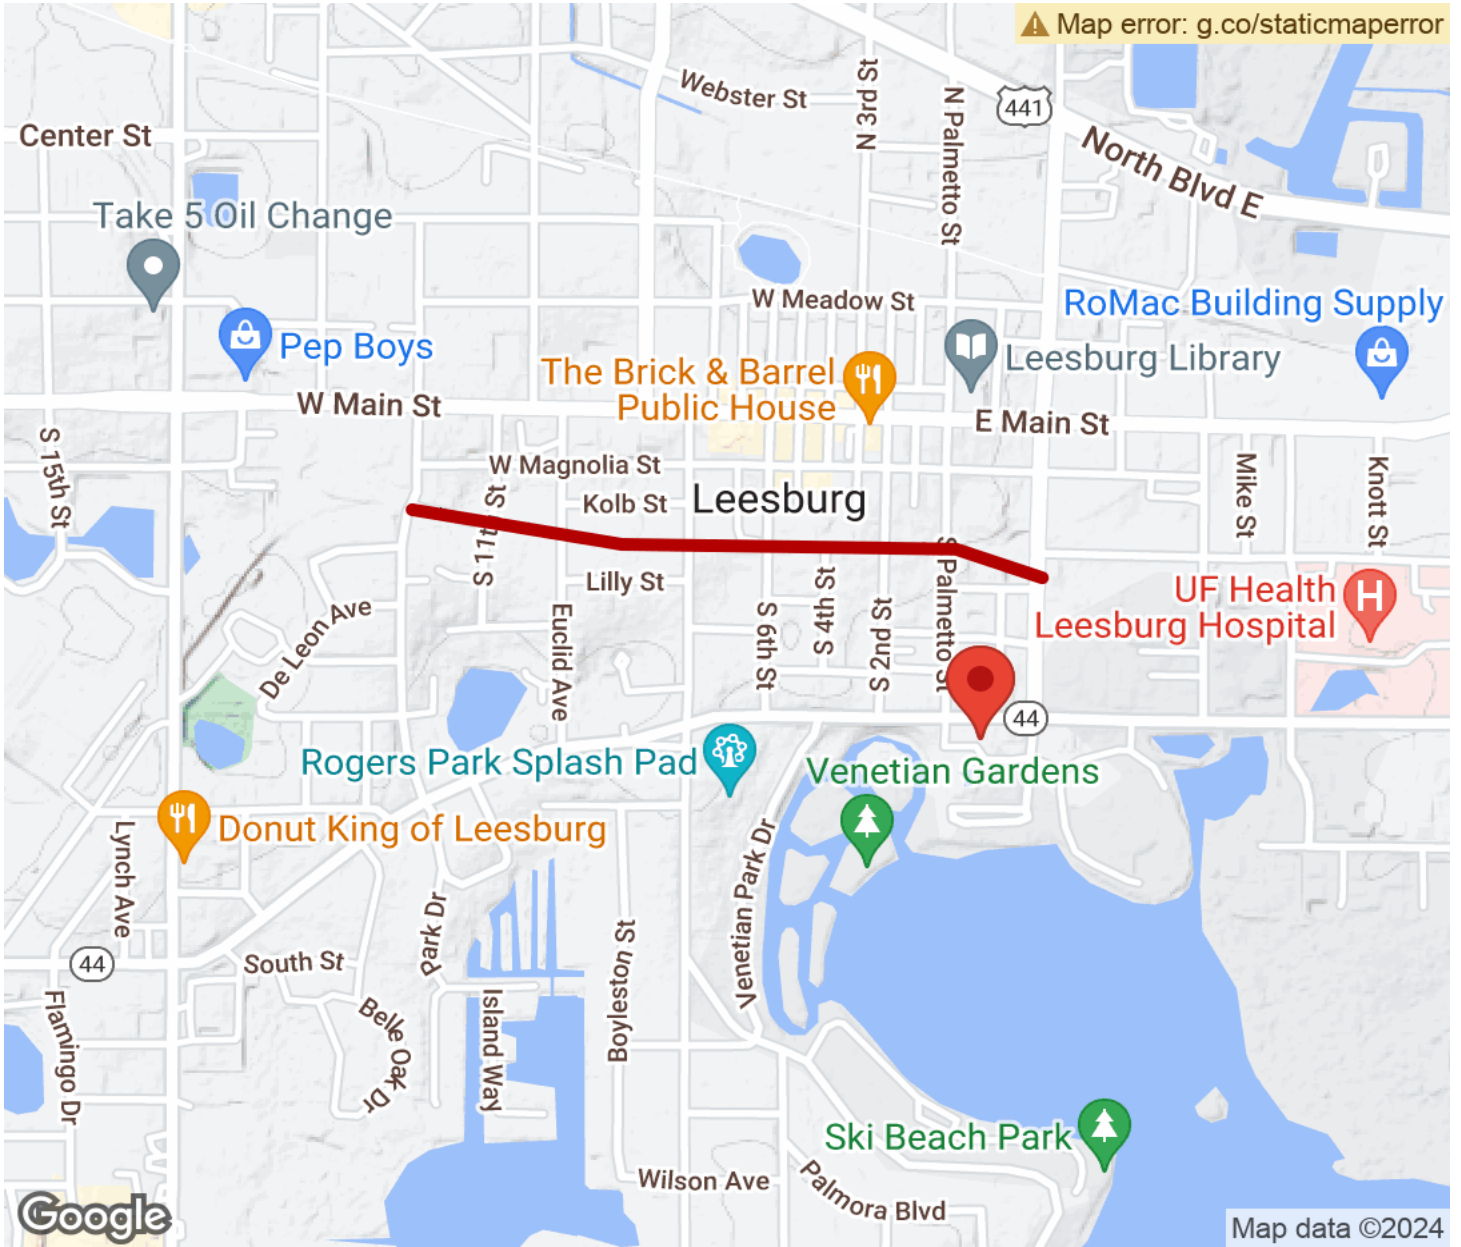 Map error: g.co/staticmaperror
Webster St
N 3rd St
N Palmetto St
441
North Blvd E
Center St
Take 5 Oil Change
W Meadow St
RoMac Building Supply
Pep Boys
The Brick & Barrel
Public House
Leesburg Library
W Main St
E Main St
S 15th St
W Magnolia St
Kolb St
Leesburg
S 11th St
Mike St
Knott St
Lilly St
S Palmetto St
UF Health
Leesburg Hospital
De Leon Ave
Euclid Ave
S 6th St
S 4th St
S 2nd St
44
Rogers Park Splash Pad
Venetian Gardens
Donut King of Leesburg
Lynch Ave
Venetian Park Dr
Park Dr
Boyleston St
44
South St
Flamingo Dr
Belle Oak Dr
Island Way
Ski Beach Park
Wilson Ave
Palmora Blvd
Google
Map data ©2024